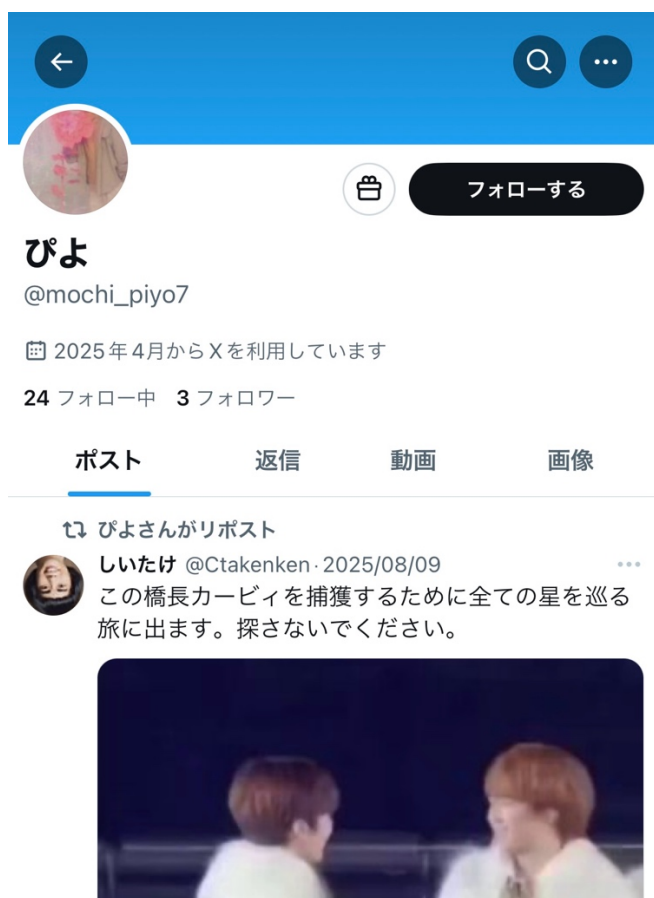 フォローする
ぴよ
@mochi_piyo7
2025年4月からXを利用しています
24 フォロー中 3 フォロワー
ポスト 返信 動画 画像
ぴよさんがリポスト
しいたけ @Ctakenken · 2025/08/09
この橋長カービィを捕獲するために全ての星を巡る
旅に出ます。探さないでください。